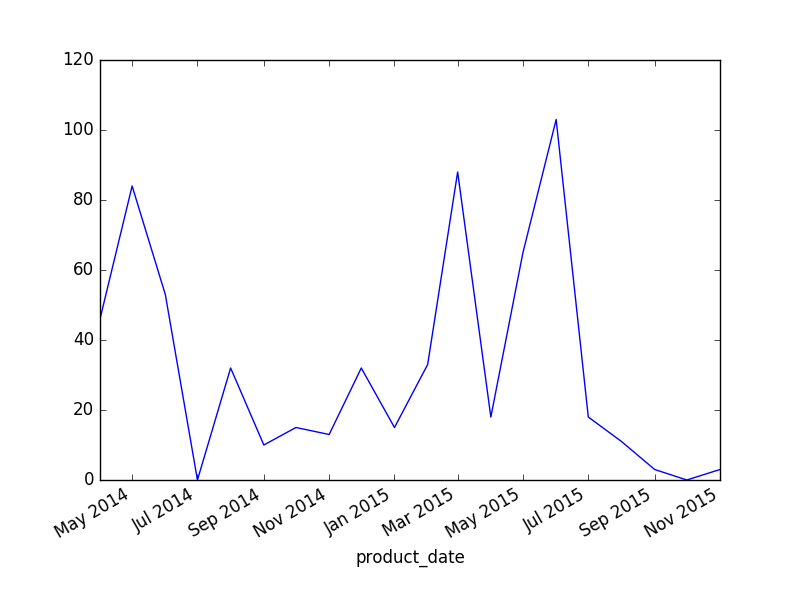 120
100
80
60
40
20
0
May 2014
Jul 2014
Sep 2014
Nov 2014
Jan 2015
Mar 2015
May 2015
Jul 2015
Sep 2015
Nov 2015
product_date